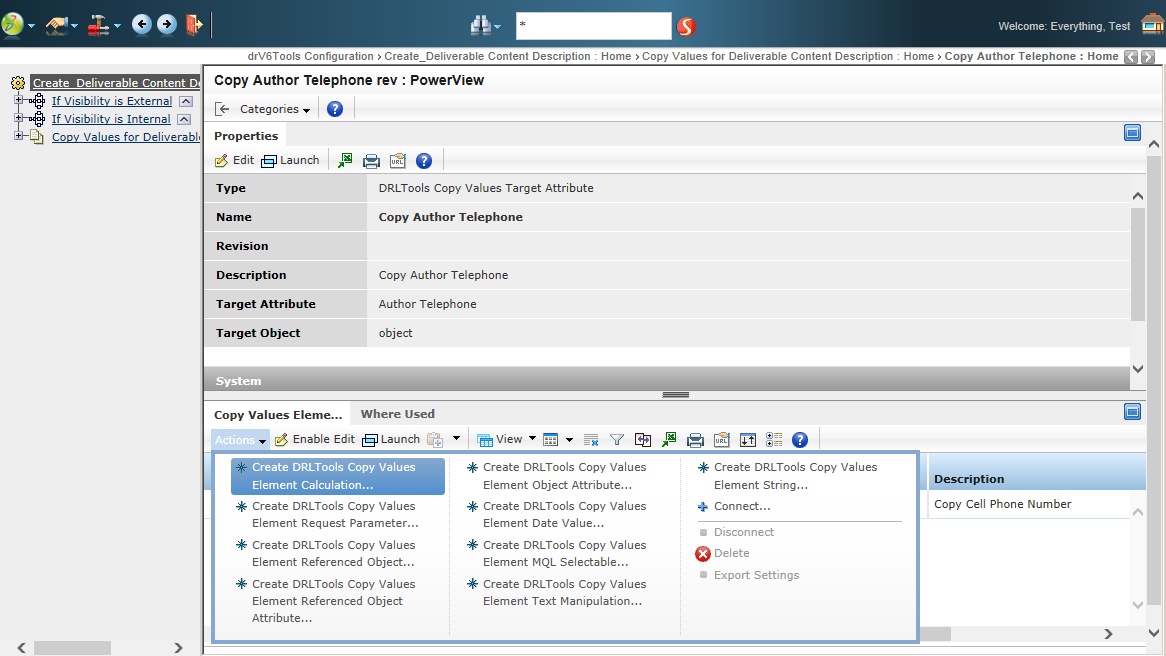 *
Welcome: Everything, Test
drV6Tools Configuration › Create_Deliverable Content Description : Home › Copy Values for Deliverable Content Description : Home › Copy Author Telephone : Home
Create_Deliverable Content De
If Visibility is External
If Visibility is Internal
Copy Values for Deliverable
Copy Author Telephone rev : PowerView
Categories
Properties
Edit Launch
Type DRLTools Copy Values Target Attribute
Name Copy Author Telephone
Revision
Description Copy Author Telephone
Target Attribute Author Telephone
Target Object object
System
Copy Values Eleme... Where Used
Actions Enable Edit Launch View
Create DRLTools Copy Values
Element Calculation...
Create DRLTools Copy Values
Element Request Parameter...
Create DRLTools Copy Values
Element Referenced Object...
Create DRLTools Copy Values
Element Referenced Object
Attribute...
Create DRLTools Copy Values
Element Object Attribute...
Create DRLTools Copy Values
Element Date Value...
Create DRLTools Copy Values
Element MQL Selectable...
Create DRLTools Copy Values
Element Text Manipulation...
Create DRLTools Copy Values
Element String...
Connect...
Disconnect
Delete
Export Settings
Description
Copy Cell Phone Number